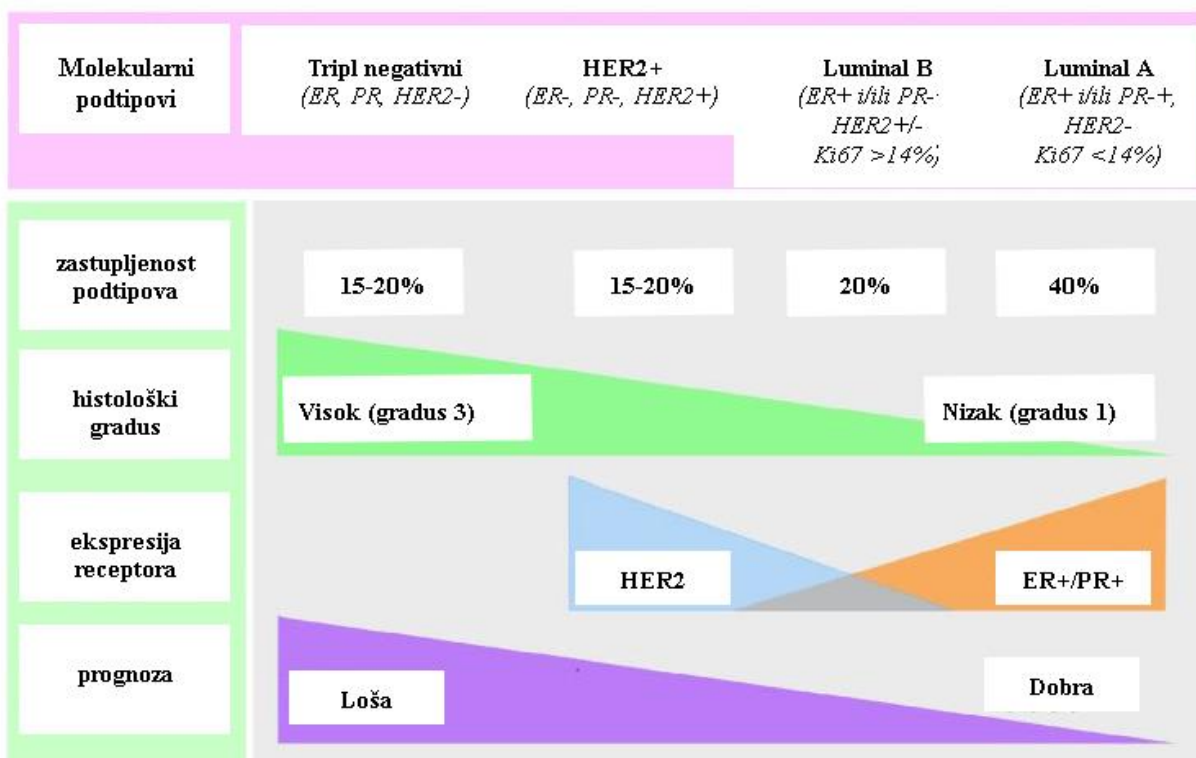 Molekularni
podtipovi
Tripl negativni
(ER, PR, HER2-)
HER2+
(ER-, PR-, HER2+)
Luminal B
(ER+ i/ili PR-
HER2+/-
Ki67 >14%)
Luminal A
(ER+ i/ili PR-+,
HER2-
Ki67 <14%)
zastupljenost
podtipova
15-20%
15-20%
20%
40%
histološki
gradus
Visok (gradus 3)
Nizak (gradus 1)
ekspresija
receptora
HER2
ER+/PR+
prognoza
Loša
Dobra